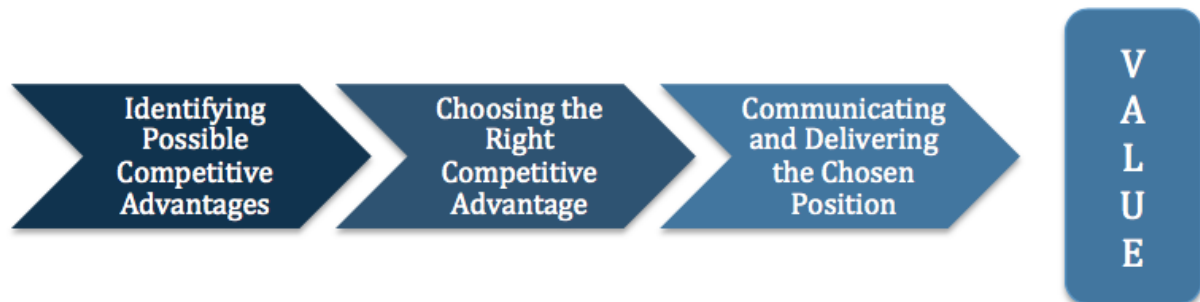 Identifying
Possible
Competitive
Advantages
Choosing the
Right
Competitive
Advantage
Communicating
and Delivering
the Chosen
Position
V
A
L
U
E